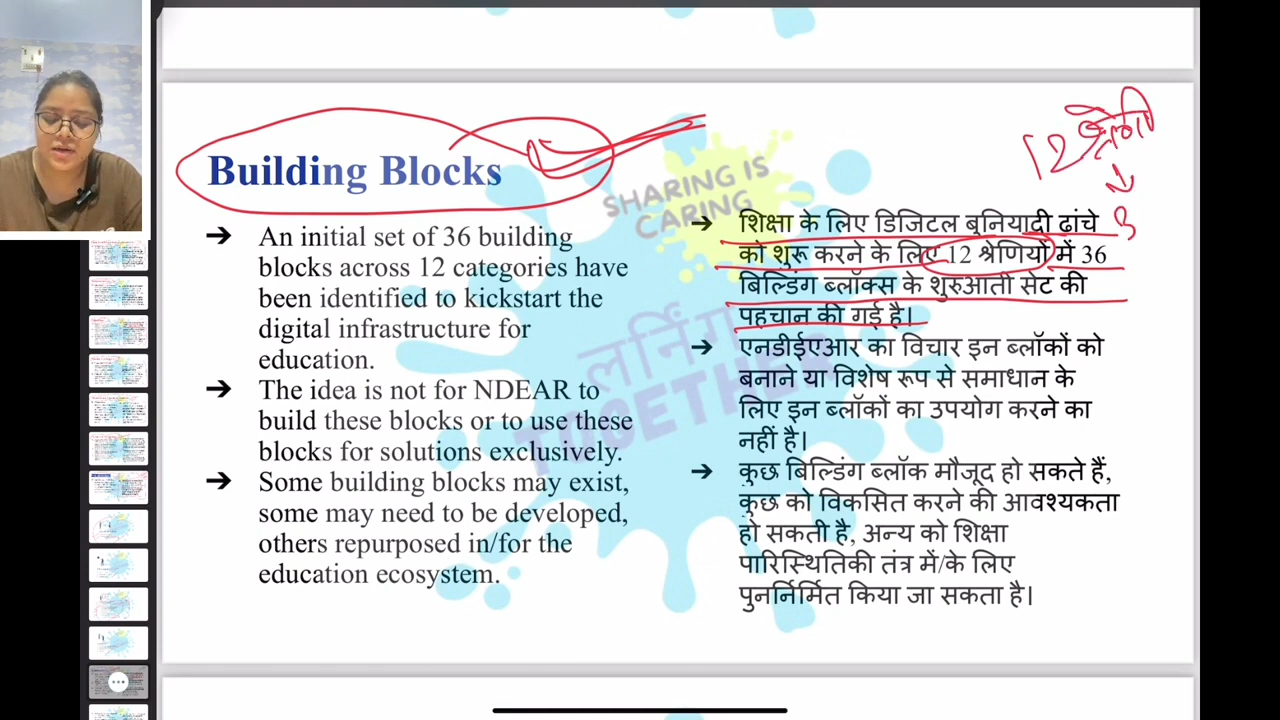 Building Blocks
SHARING IS
CARING
➔ An initial set of 36 building
blocks across 12 categories have
been identified to kickstart the
digital infrastructure for
education.
➔ The idea is not for NDEAR to
build these blocks or to use these
blocks for solutions exclusively.
➔ Some building blocks may exist,
some may need to be developed,
others repurposed in/for the
education ecosystem.
12 श्रेणी
➔ शिक्षा के लिए डिजिटल बुनियादी ढांचे
को शुरू करने के लिए 12 श्रेणियों में 36
बिल्डिंग ब्लॉक्स के शुरुआती सेट की
पहचान की गई है।
➔ एनडीईएआर का विचार इन ब्लॉकों को
बनाने या विशेष रूप से समाधान के
लिए इन ब्लॉकों का उपयोग करने का
नहीं है।
➔ कुछ बिल्डिंग ब्लॉक मौजूद हो सकते हैं,
कुछ को विकसित करने की आवश्यकता
हो सकती है, अन्य को शिक्षा
पारिस्थितिकी तंत्र में/के लिए
पुनर्निर्मित किया जा सकता है।